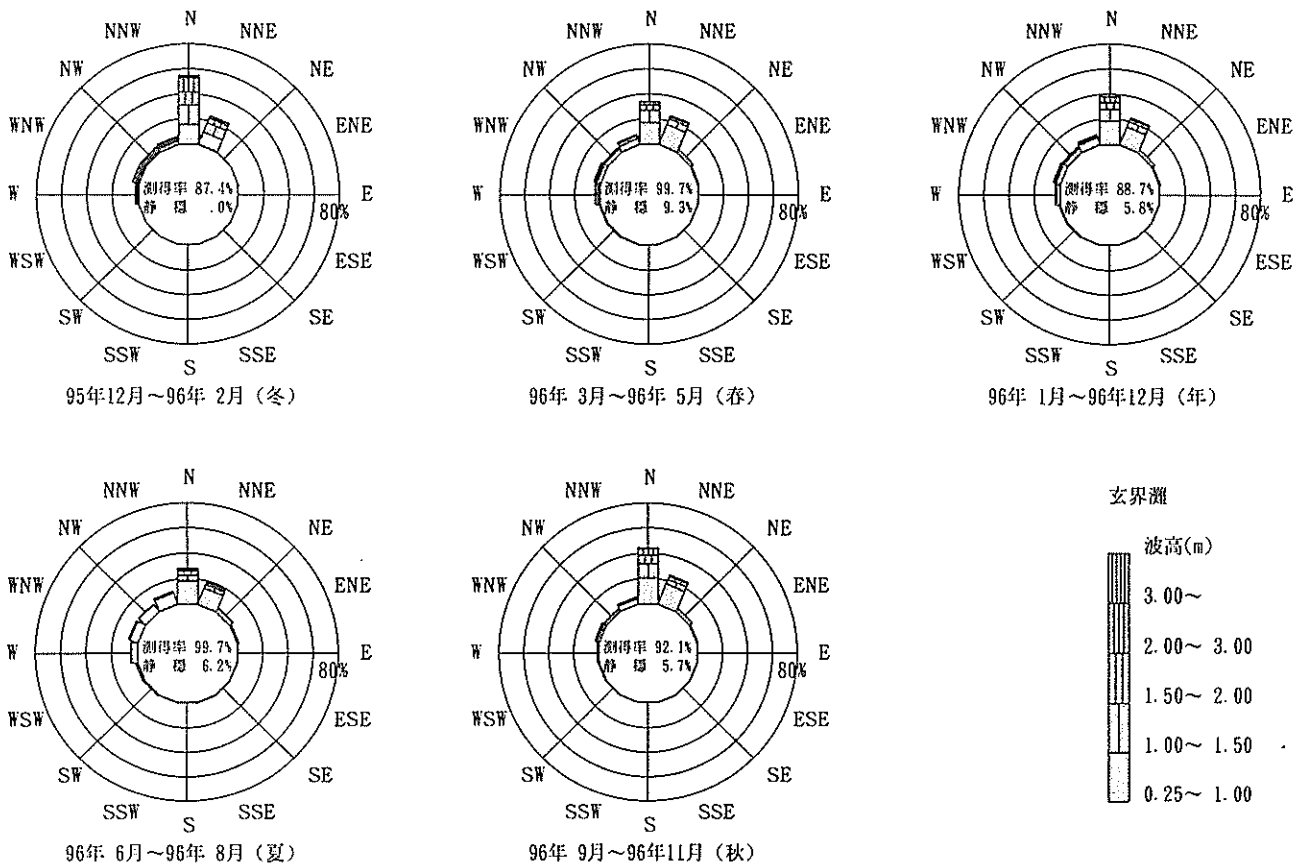 N
NNW NNE
NW NE
WNW ENE
W E
80%
測得率 87.4%
静 穏 .0%
WSW ESE
SW SE
SSW SSE
S
95年12月～96年 2月 (冬)
N
NNW NNE
NW NE
WNW ENE
W E
80%
測得率 99.7%
静 穏 9.3%
WSW ESE
SW SE
SSW SSE
S
96年 3月～96年 5月 (春)
N
NNW NNE
NW NE
WNW ENE
W E
80%
測得率 88.7%
静 穏 5.8%
WSW ESE
SW SE
SSW SSE
S
96年 1月～96年12月 (年)
N
NNW NNE
NW NE
WNW ENE
W E
80%
測得率 99.7%
静 穏 6.2%
WSW ESE
SW SE
SSW SSE
S
96年 6月～96年 8月 (夏)
N
NNW NNE
NW NE
WNW ENE
W E
80%
測得率 92.1%
静 穏 5.7%
WSW ESE
SW SE
SSW SSE
S
96年 9月～96年11月 (秋)
玄界灘
波高(m)
3.00～
2.00～ 3.00
1.50～ 2.00
1.00～ 1.50
0.25～ 1.00